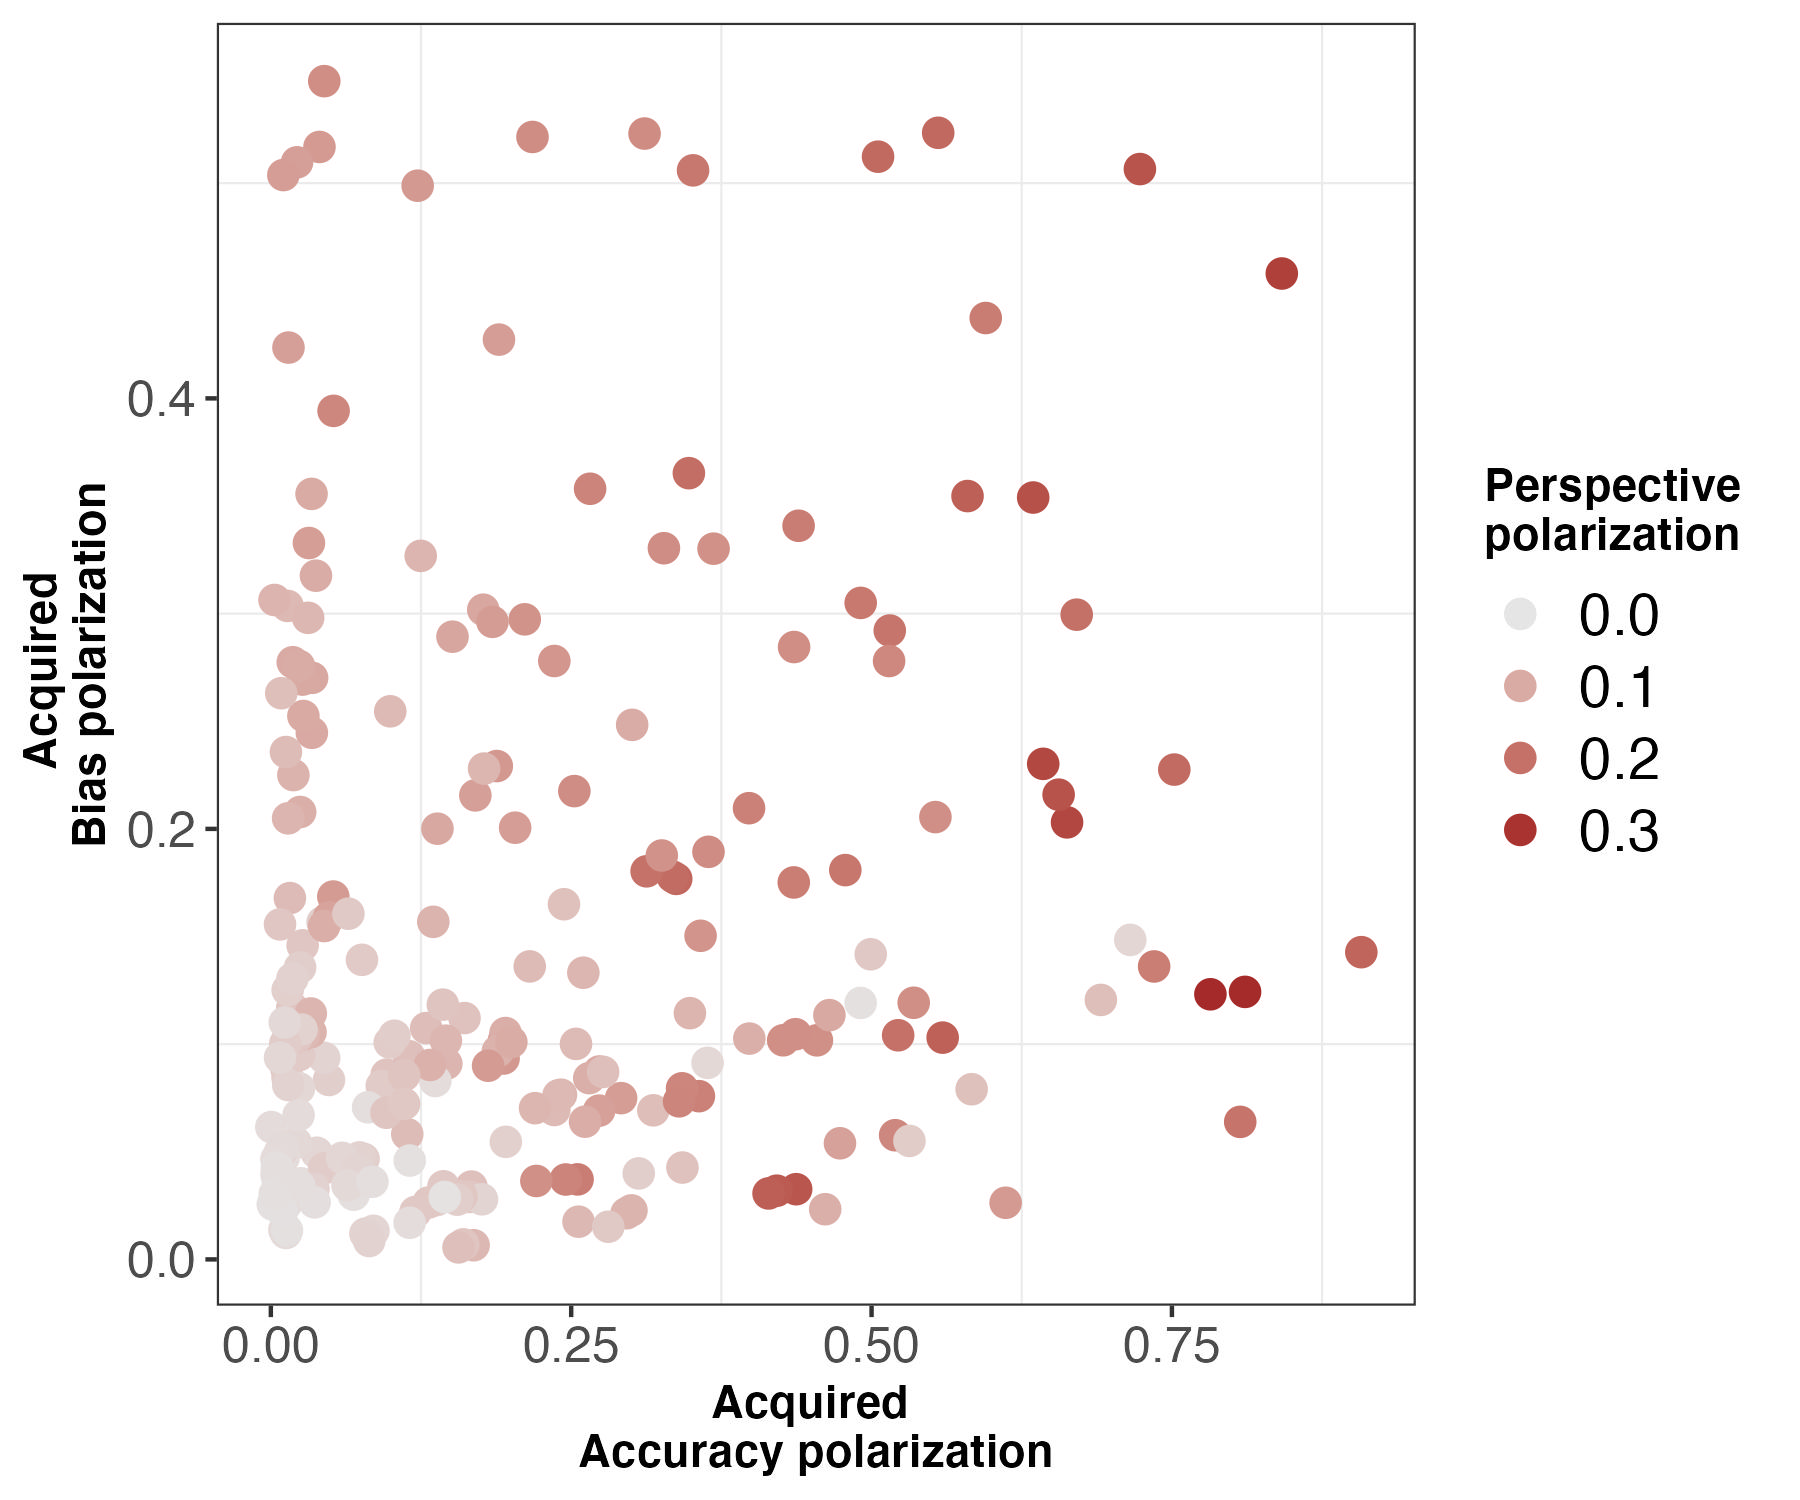 Acquired
Bias polarization
0.4
0.2
0.0
0.00 0.25 0.50 0.75
Acquired
Accuracy polarization
Perspective
polarization
0.0
0.1
0.2
0.3